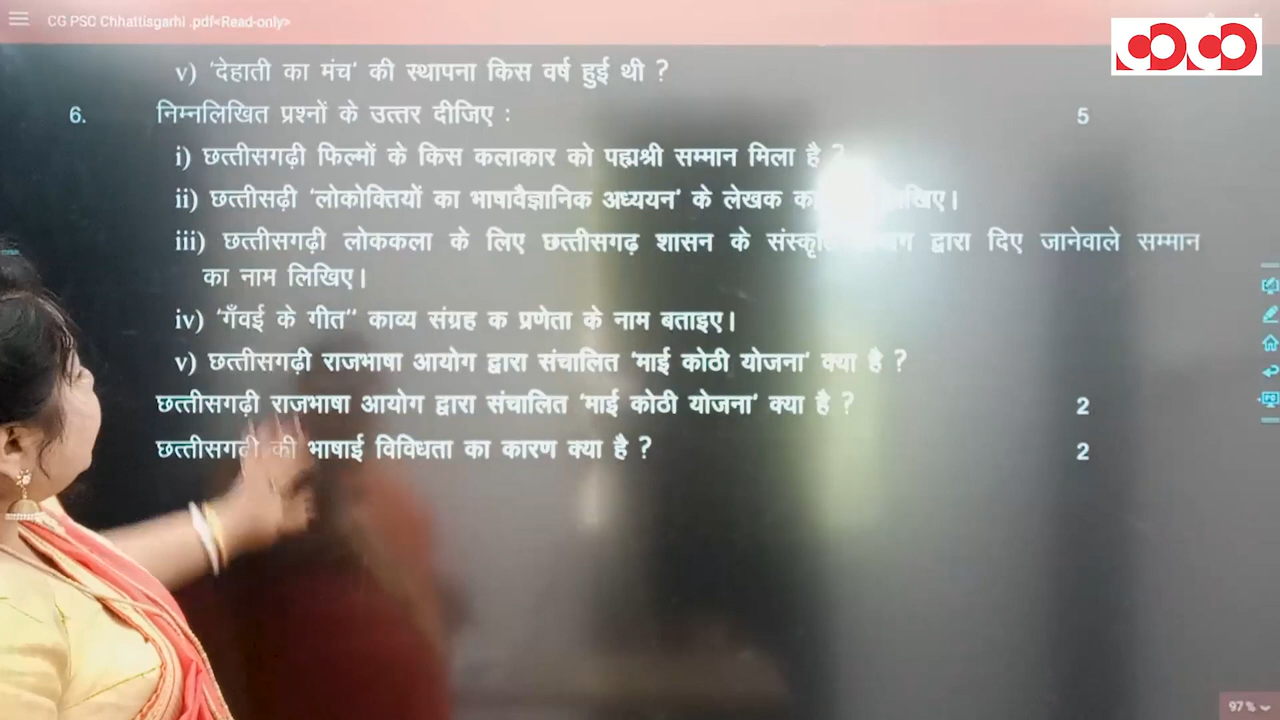 CG PSC Chhattisgarhi .pdf<Read-only>
v) 'देहाती का मंच' की स्थापना किस वर्ष हुई थी ?
6. निम्नलिखित प्रश्नों के उत्तर दीजिए : 5
i) छत्तीसगढ़ी फिल्मों के किस कलाकार को पद्मश्री सम्मान मिला है ?
ii) छत्तीसढ़ी 'लोकोक्तियों का भाषावैज्ञानिक अध्ययन' के लेखक
iii) छत्तीसगढ़ी लोककला के लिए छत्तीसगढ़ शासन के द्वारा दिए जानेवाले सम्मान
का नाम लिखिए।
iv) 'गँवई के गीत'' काव्य संग्रह क प्रणेता के नाम बताइए।
v) छत्तीसगढ़ी राजभाषा आयोग द्वारा संचालित 'माई कोठी योजना' क्या है ?
छत्तीसगढ़ी राजभाषा आयोग द्वारा संचालित 'माई कोठी योजना' क्या है ? 2
की भाषाई विविधता का कारण क्या है ? 2
97 %